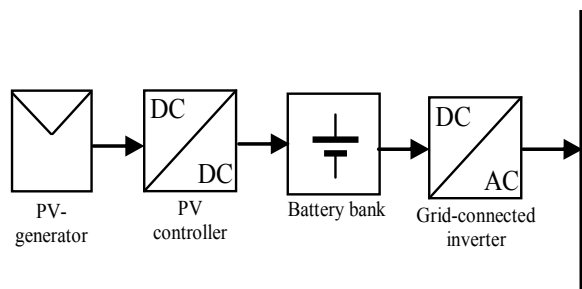 DC
DC
DC
AC
PV-
generator
PV
controller
Battery bank
Grid-connected
inverter